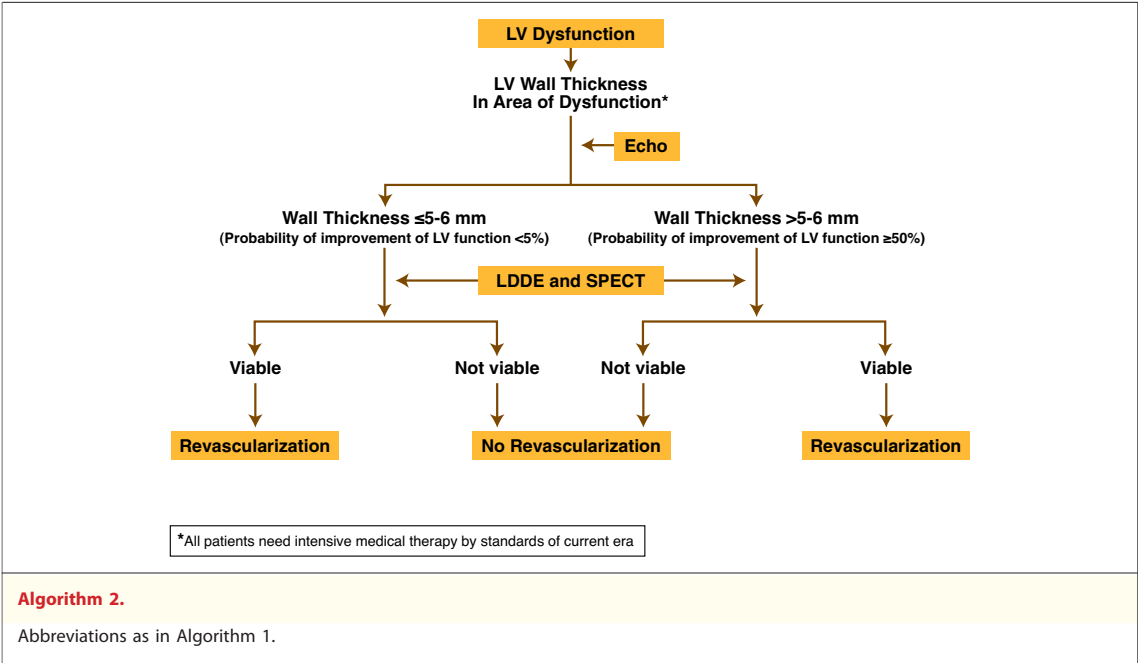 LV Dysfunction
LV Wall Thickness
In Area of Dysfunction*
Echo
Wall Thickness ≤5-6 mm
(Probability of improvement of LV function <5%)
Wall Thickness >5-6 mm
(Probability of improvement of LV function ≥50%)
LDDE and SPECT
Viable
Not viable
Not viable
Viable
Revascularization
No Revascularization
Revascularization
*All patients need intensive medical therapy by standards of current era
Algorithm 2.
Abbreviations as in Algorithm 1.